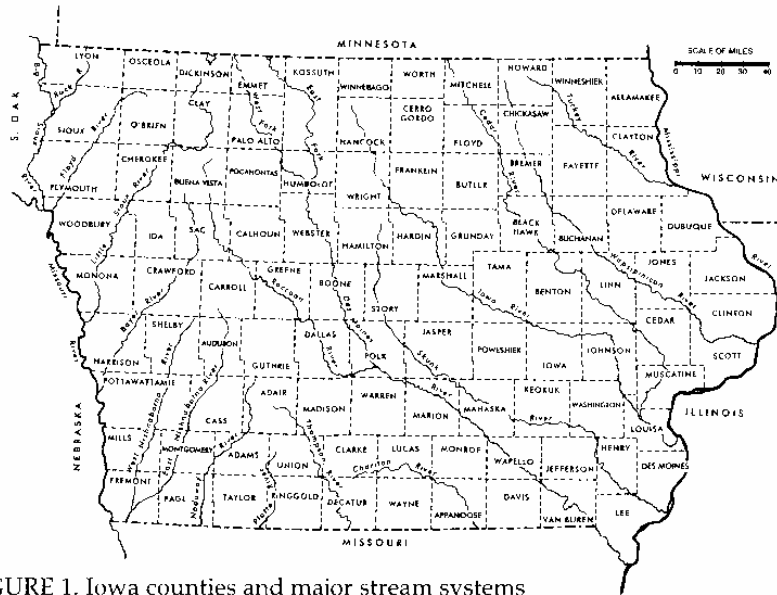 MINNESOTA
SCALE OF MILES
0 10 20 30 40
S. DAK
LYON
OSCEOLA
DICKINSON
EMMET
KOSSUTH
WINNEBAGO
WORTH
MITCHELL
HOWARD
WINNESHIEK
ALLAMAKEE
Big Sioux River
Rock R
West Fork
East Fork
SIOUX
O'BRIEN
CLAY
PALO ALTO
HANCOCK
CERRO
GORDO
FLOYD
CHICKASAW
Cedar River
Turkey River
CLAYTON
Mississippi River
Floyd River
PLYMOUTH
CHEROKEE
BUENA VISTA
POCAHONTAS
HUMBOLDT
WRIGHT
FRANKLIN
BUTLR
BREMER
FAYETTE
WISCONSIN
WOODBURY
Little Sioux River
IDA
SAC
CALHOUN
WEBSTER
HAMILTON
HARDIN
GRUNDAY
BLACK
HAWK
BUCHANAN
DELAWARE
DUBUQUE
Missouri River
MONONA
CRAWFORD
CARROLL
GREENE
BOONE
STORY
MARSHALL
TAMA
BENTON
LINN
JONES
JACKSON
Boyer River
Raccoon River
Des Moines River
Iowa River
Wapsipinicon River
CLINTON
HARRISON
SHELBY
AUDUBON
GUTHRIE
DALLAS
POLK
JASPER
POWESHIEK
IOWA
JOHNSON
CEDAR
SCOTT
MUSCATINE
Skunk River
POTTAWATTAMIE
CASS
ADAIR
MADISON
WARREN
MARION
MAHASKA
KEOKUK
WASHINGTON
LOUISA
ILLINOIS
NEBRASKA
West Nishnabotna River
East Nishnabotna River
MILLS
MONTGOMERY
ADAMS
UNION
CLARKE
LUCAS
MONROF
WAPELLO
JEFFERSON
HENRY
DES MOINES
Nodaway River
Thompson River
Chariton River
FREMONT
PAGL
TAYLOR
Platte River
RINGGOLD
DECATUR
WAYNE
APPANOOSE
DAVIS
VAN BUREN
LEE
MISSOURI
GURE 1. Iowa counties and major stream systems